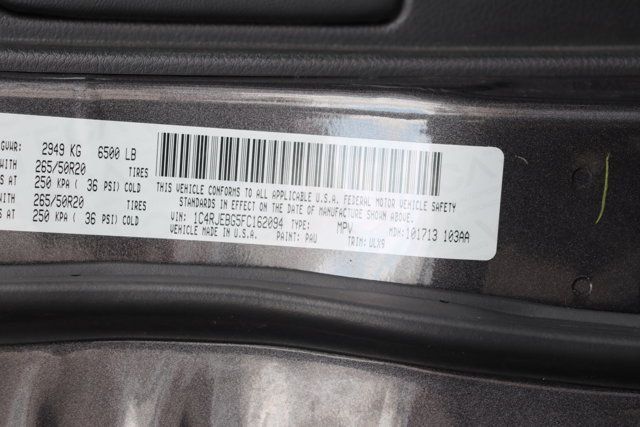 GVWR: 2949 KG 6500 LB
WITH 265/50R20 TIRES
S AT 250 KPA ( 36 PSI) COLD
WITH 265/50R20 TIRES
S AT 250 KPA ( 36 PSI) COLD
THIS VEHICLE CONFORMS TO ALL APPLICABLE U.S.A. FEDERAL MOTOR VEHICLE SAFETY
STANDARDS IN EFFECT ON THE DATE OF MANUFACTURE SHOWN ABOVE.
VIN: 1C4RJEBG5FC162094 TYPE: MPV MDH: 101713 103AA
VEHICLE MADE IN U.S.A. PAINT: PAU TRIM: ULX9